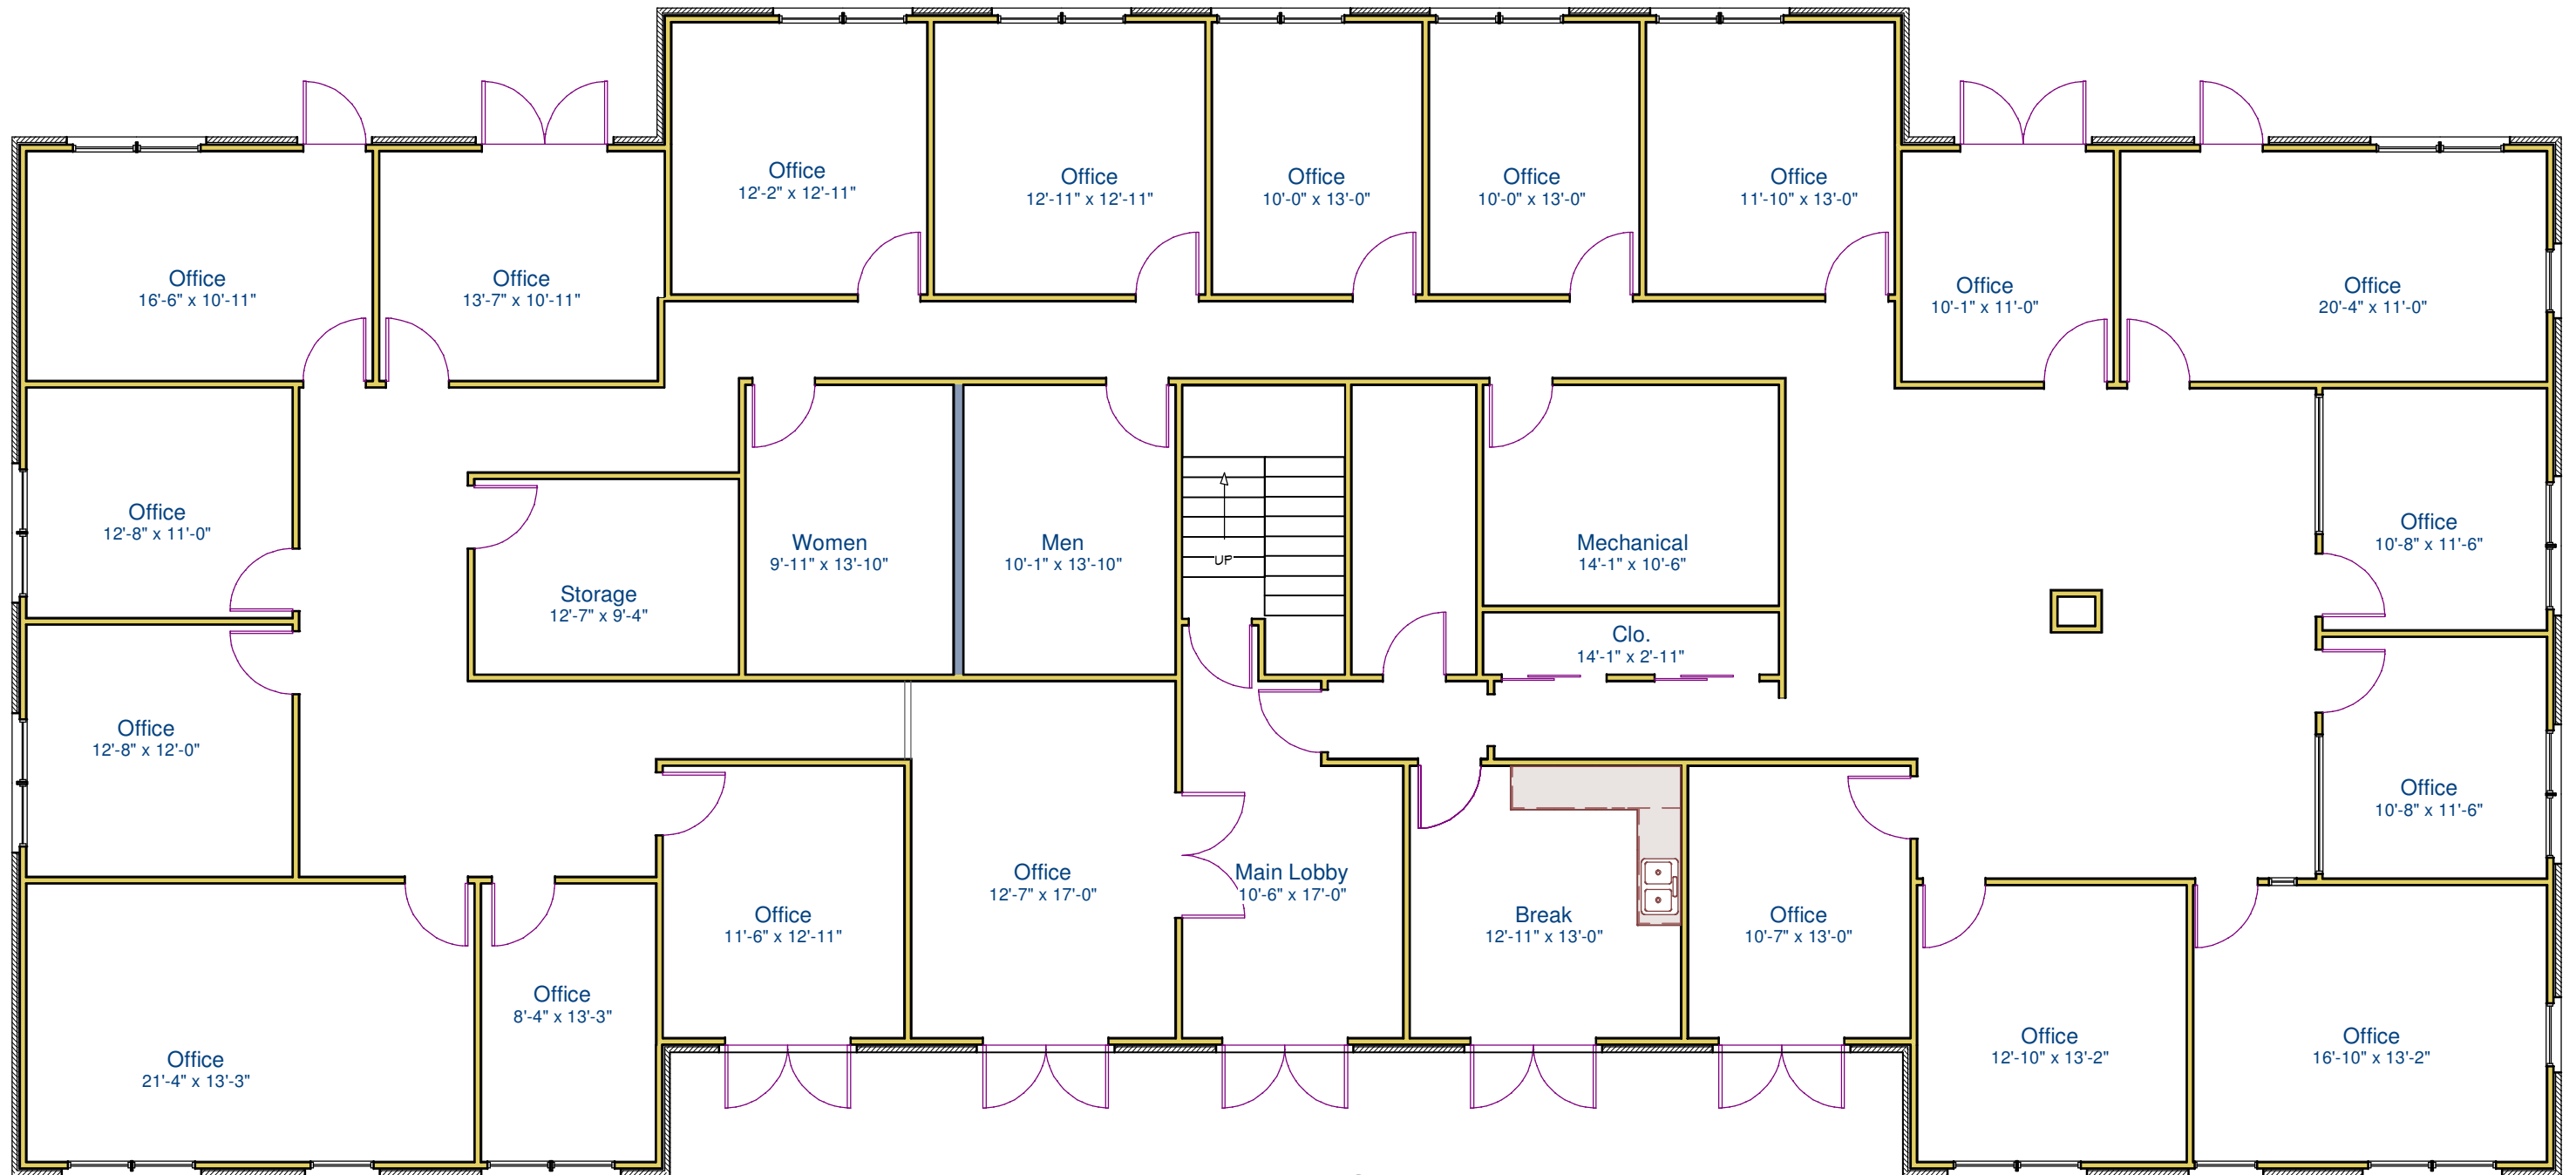 Office
12'-2" x 12'-11"
Office
12'-11" x 12'-11"
Office
10'-0" x 13'-0"
Office
10'-0" x 13'-0"
Office
11'-10" x 13'-0"
Office
16'-6" x 10'-11"
Office
13'-7" x 10'-11"
Office
10'-1" x 11'-0"
Office
20'-4" x 11'-0"
Office
12'-8" x 11'-0"
Storage
12'-7" x 9'-4"
Women
9'-11" x 13'-10"
Men
10'-1" x 13'-10"
UP
Mechanical
14'-1" x 10'-6"
Clo.
14'-1" x 2'-11"
Office
10'-8" x 11'-6"
Office
12'-8" x 12'-0"
Office
10'-8" x 11'-6"
Office
12'-7" x 17'-0"
Main Lobby
10'-6" x 17'-0"
Office
11'-6" x 12'-11"
Break
12'-11" x 13'-0"
Office
10'-7" x 13'-0"
Office
21'-4" x 13'-3"
Office
8'-4" x 13'-3"
Office
12'-10" x 13'-2"
Office
16'-10" x 13'-2"